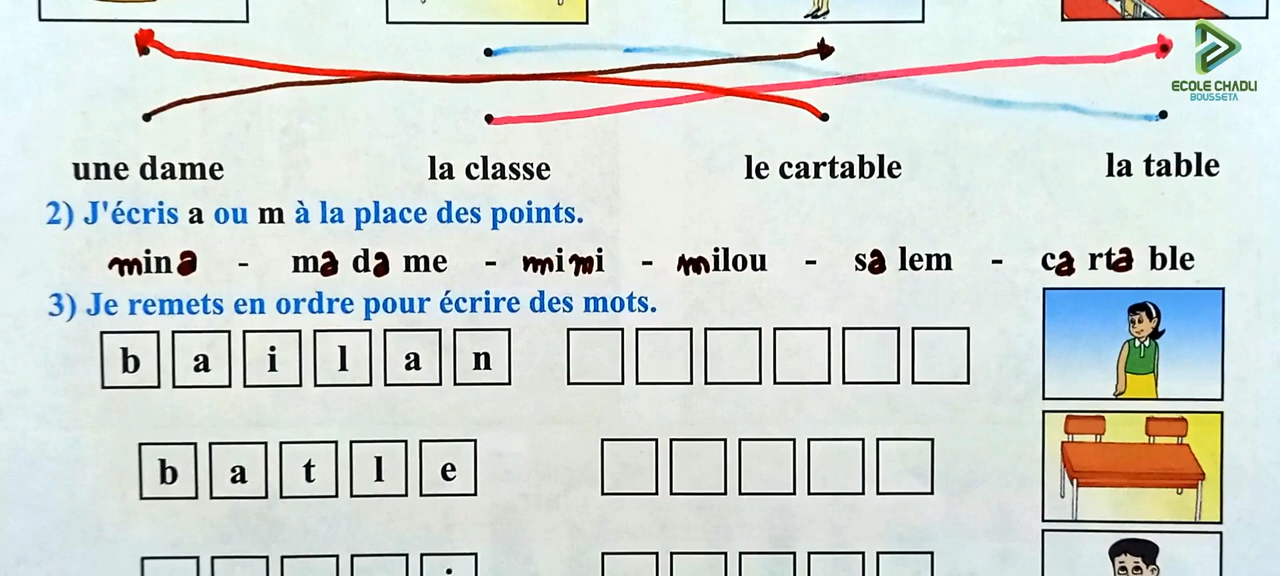 ECOLE CHADLI
BOUSSETA
une dame la classe le cartable la table
2) J'écris a ou m à la place des points.
mina - ma da me - mimi - milou - sa lem - ca rta ble
3) Je remets en ordre pour écrire des mots.
b a i l a n
b a t l e